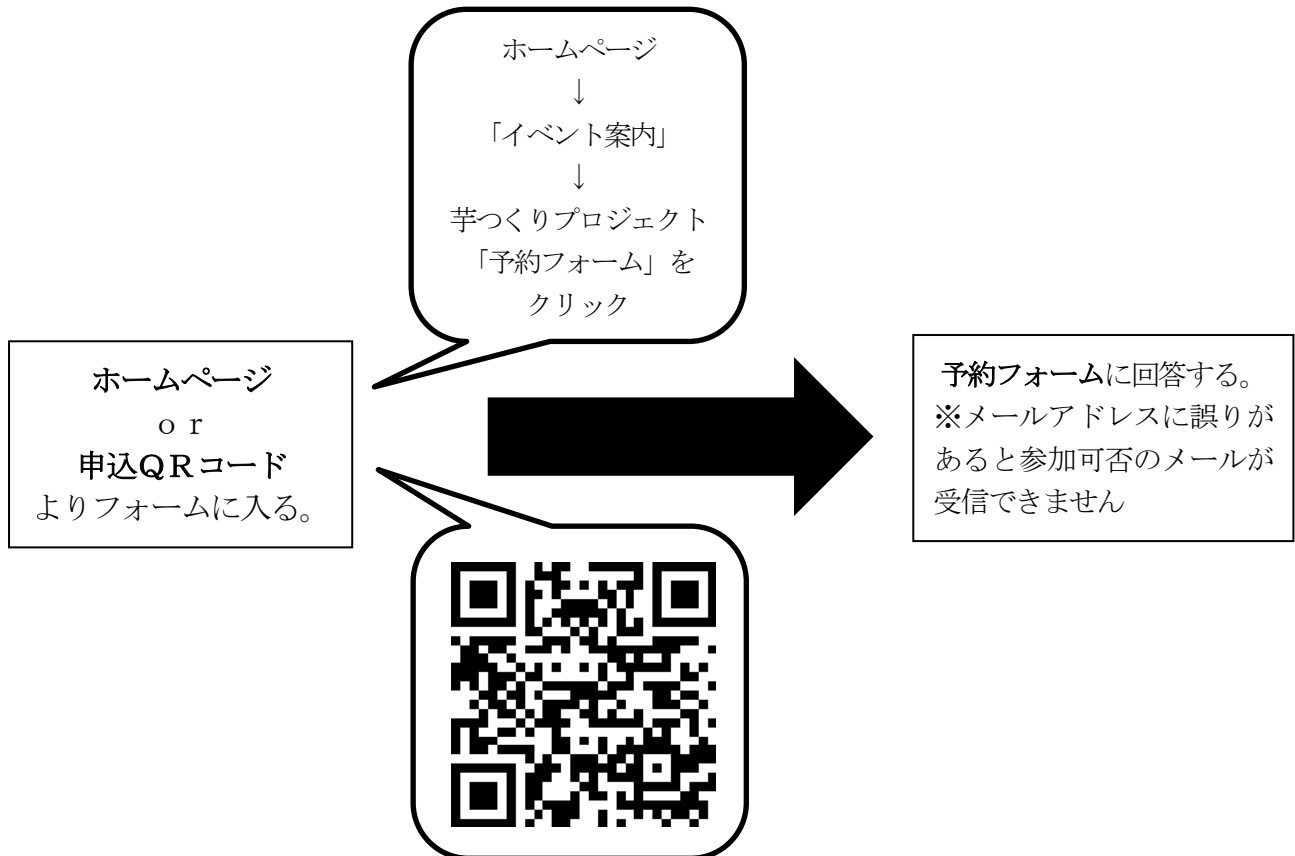 ホームページ
↓
「イベント案内」
↓
芋つくりプロジェクト
「予約フォーム」を
クリック
ホームページ
ｏｒ
申込ＱＲコード
よりフォームに入る。
予約フォームに回答する。
※メールアドレスに誤りが
あると参加可否のメールが
受信できません